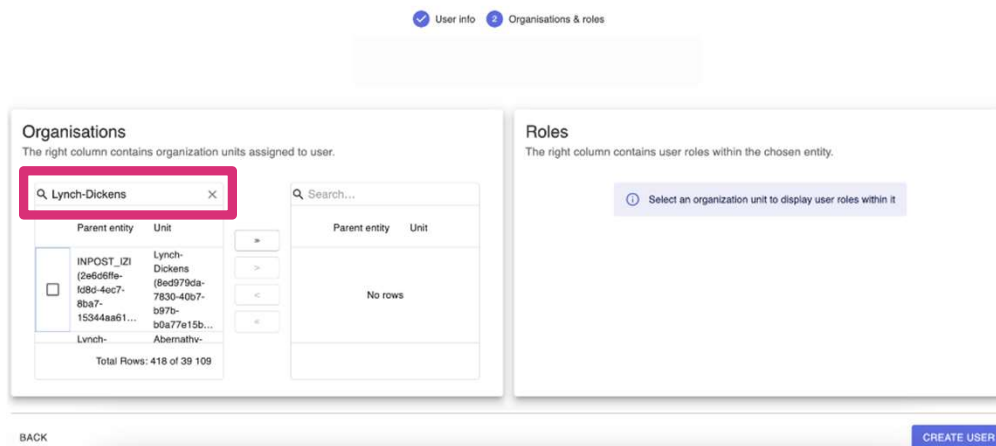 User info 2 Organisations & roles
Organisations
The right column contains organization units assigned to user.
Lynch-Dickens
Parent entity Unit
INPOST_IZI
(2e6d6ffe-
fd8d-4ec7-
8ba7-
15344aa61...
Lynch-
Dickens
(8ed979da-
7830-40b7-
b97b-
b0a77e15b...
Lynch-
Abernathy-
Total Rows: 418 of 39 109
»
>
<
«
Search...
Parent entity Unit
No rows
Roles
The right column contains user roles within the chosen entity.
Select an organization unit to display user roles within it
BACK
CREATE USER